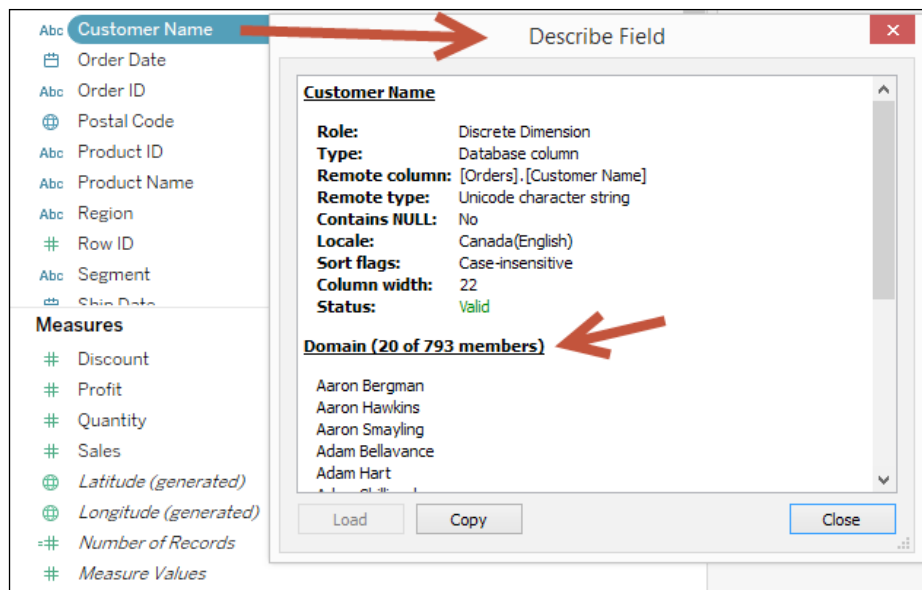 Abc Customer Name
Order Date
Abc Order ID
Postal Code
Abc Product ID
Abc Product Name
Abc Region
# Row ID
Abc Segment
Ship Date
Measures
# Discount
# Profit
# Quantity
# Sales
Latitude (generated)
Longitude (generated)
=# Number of Records
# Measure Values
Describe Field
Customer Name
Role: Discrete Dimension
Type: Database column
Remote column: [Orders].[Customer Name]
Remote type: Unicode character string
Contains NULL: No
Locale: Canada(English)
Sort flags: Case-insensitive
Column width: 22
Status: Valid
Domain (20 of 793 members)
Aaron Bergman
Aaron Hawkins
Aaron Smayling
Adam Bellavance
Adam Hart
Load Copy Close